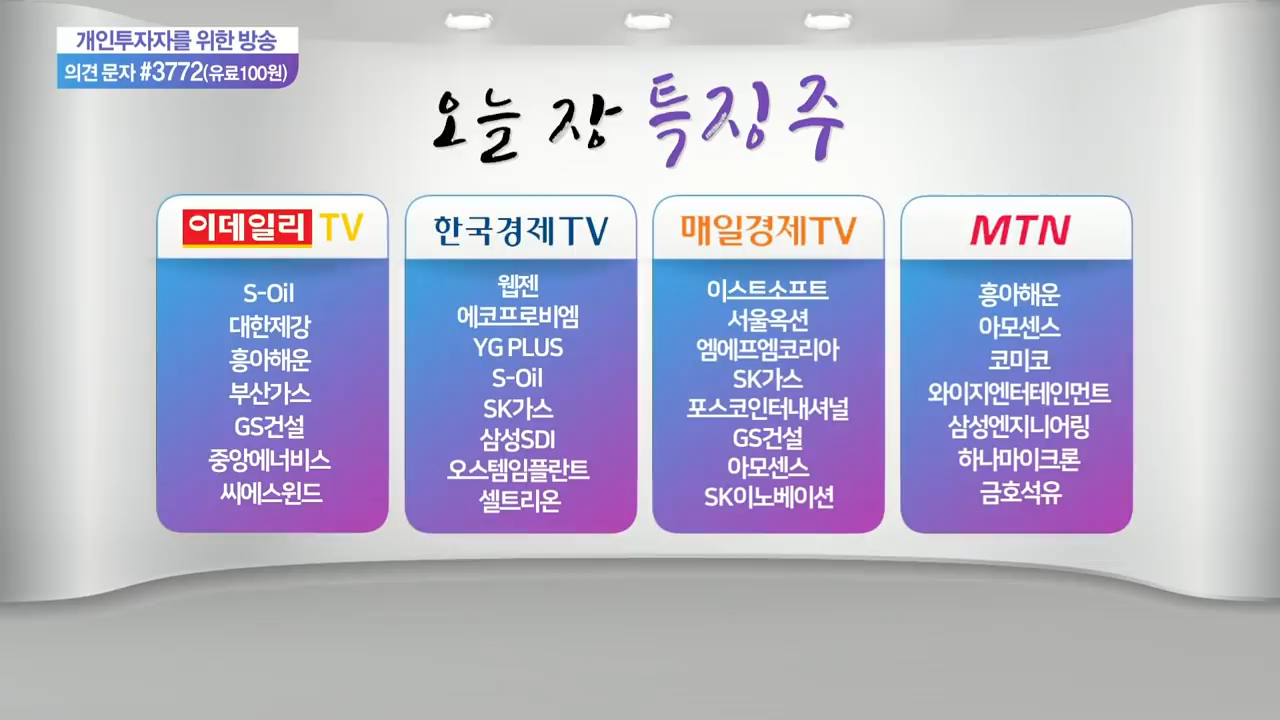 개인투자자를 위한 방송
의견 문자 #3772(유료100원)
오늘 장 특징주
이데일리 TV
S-Oil
대한제강
흥아해운
부산가스
GS건설
중앙에너비스
씨에스윈드
한국경제TV
웹젠
에코프로비엠
YG PLUS
S-Oil
SK가스
삼성SDI
오스템임플란트
셀트리온
매일경제TV
이스트소프트
서울옥션
엠에프엠코리아
SK가스
포스코인터내셔널
GS건설
아모센스
SK이노베이션
MTN
흥아해운
아모센스
코미코
와이지엔터테인먼트
삼성엔지니어링
하나마이크론
금호석유